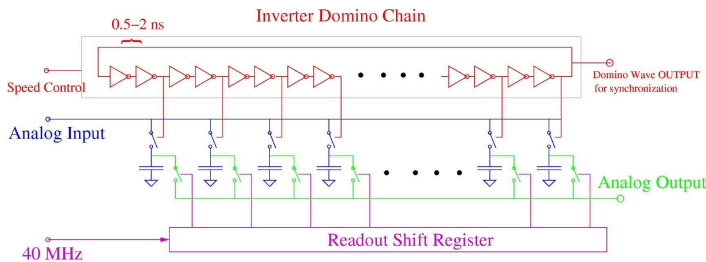 Inverter Domino Chain
0.5−2 ns
Speed Control
Domino Wave OUTPUT
for synchronization
Analog Input
Analog Output
Readout Shift Register
40 MHz